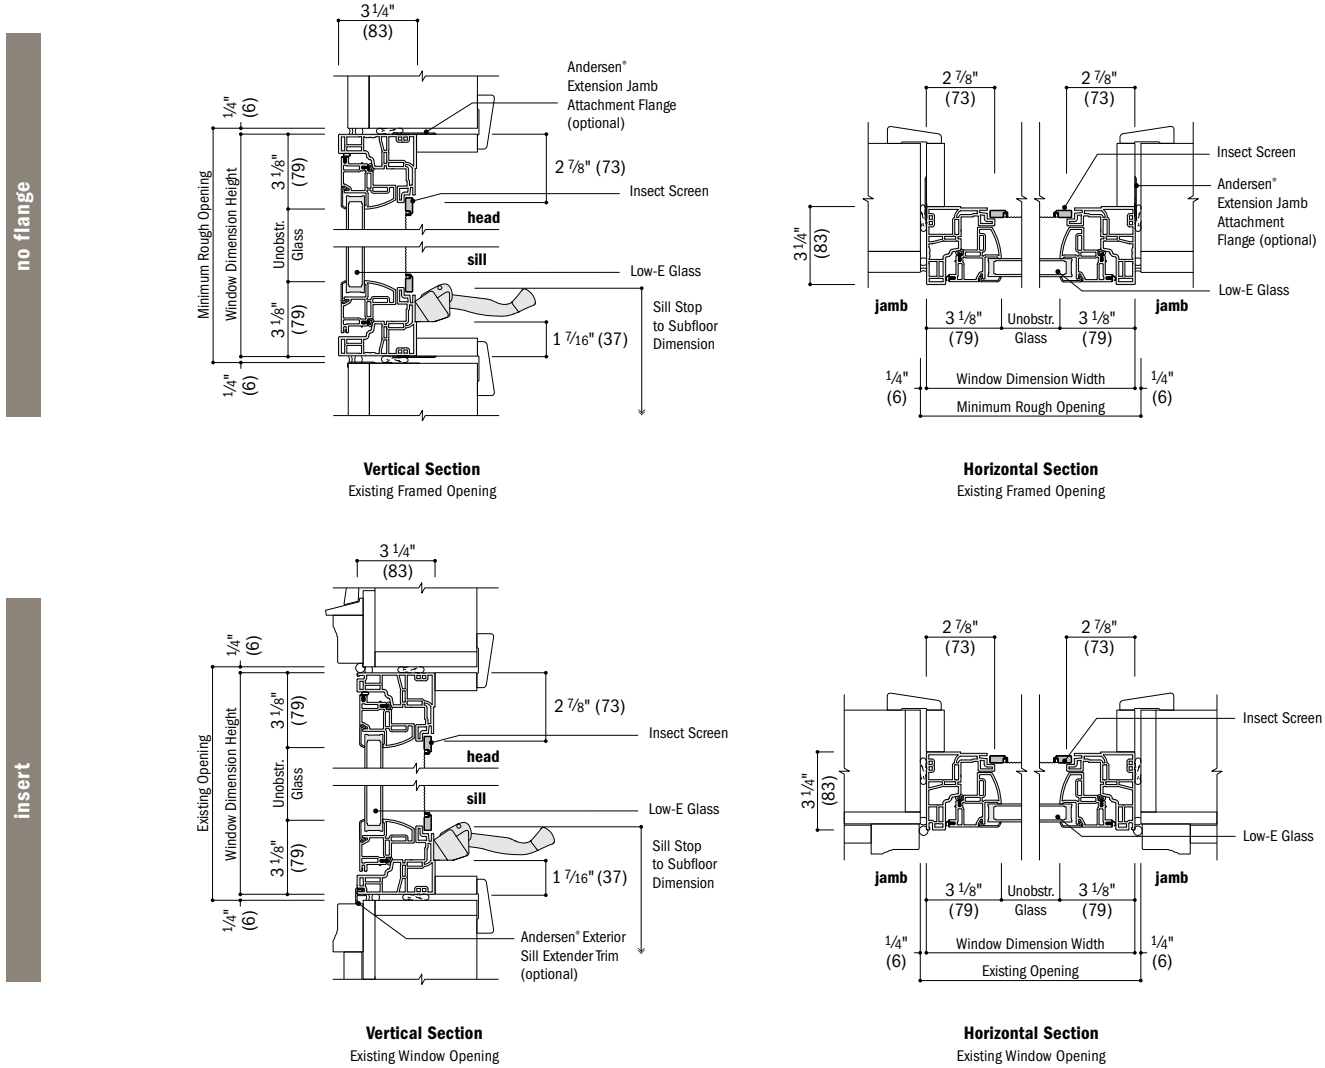 no flange
3 1/4"
(83)
1/4"
(6)
Minimum Rough Opening
Window Dimension Height
3 1/8"
(79)
Unobstr.
Glass
3 1/8"
(79)
1/4"
(6)
Andersen®
Extension Jamb
Attachment Flange
(optional)
2 7/8" (73)
Insect Screen
head
sill
Low-E Glass
Sill Stop
to Subfloor
Dimension
1 7/16" (37)
Vertical Section
Existing Framed Opening
2 7/8"
(73)
2 7/8"
(73)
Insect Screen
Andersen®
Extension Jamb
Attachment
Flange (optional)
3 1/4"
(83)
Low-E Glass
jamb
jamb
3 1/8"
(79)
Unobstr.
Glass
3 1/8"
(79)
1/4"
(6)
Window Dimension Width
1/4"
(6)
Minimum Rough Opening
Horizontal Section
Existing Framed Opening
insert
3 1/4"
(83)
1/4"
(6)
Existing Opening
Window Dimension Height
3 1/8"
(79)
Unobstr.
Glass
3 1/8"
(79)
1/4"
(6)
2 7/8" (73)
Insect Screen
head
sill
Low-E Glass
Sill Stop
to Subfloor
Dimension
1 7/16" (37)
Andersen® Exterior
Sill Extender Trim
(optional)
Vertical Section
Existing Window Opening
2 7/8"
(73)
2 7/8"
(73)
Insect Screen
3 1/4"
(83)
Low-E Glass
jamb
jamb
3 1/8"
(79)
Unobstr.
Glass
3 1/8"
(79)
1/4"
(6)
Window Dimension Width
1/4"
(6)
Existing Opening
Horizontal Section
Existing Window Opening